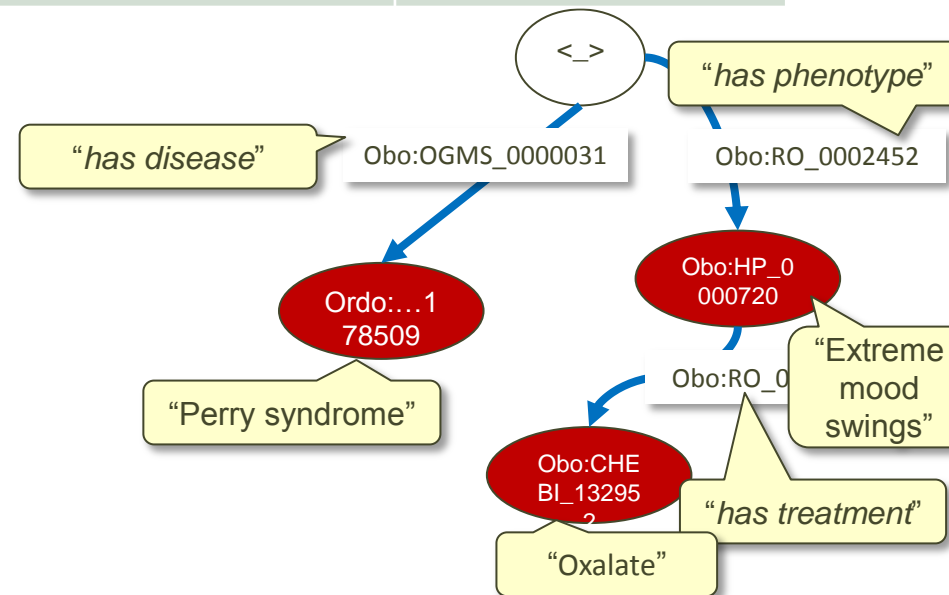 <_>
“has phenotype”
“has disease”
Obo:OGMS_0000031
Obo:RO_0002452
Obo:HP_0
000720
Ordo:…1
78509
“Extreme
mood
swings”
Obo:RO_0
“Perry syndrome”
Obo:CHE
BI_13295
2
“has treatment”
“Oxalate”